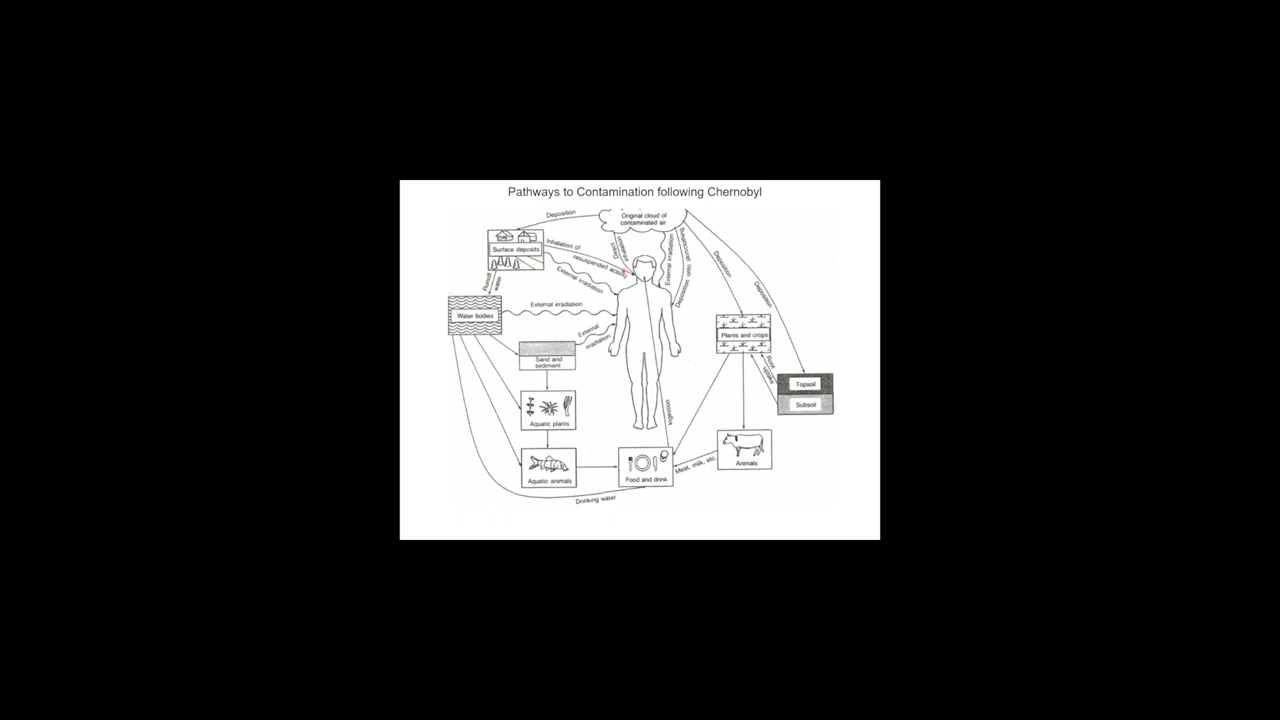 Pathways to Contamination following Chernobyl
Deposition
Original cloud of
contaminated air
Surface deposits
Inhalation of
resuspended activity
Direct
inhalation
External irradiation
Deposition onto
Deposition
Deposition
External irradiation
Runoff
water
Water bodies
External irradiation
External
irradiation
Sand and
sediment
Plants and crops
Root
uptake
Topsoil
Subsoil
Aquatic plants
Ingestion
Aquatic animals
Food and drink
Meat, milk, etc.
Animals
Drinking water